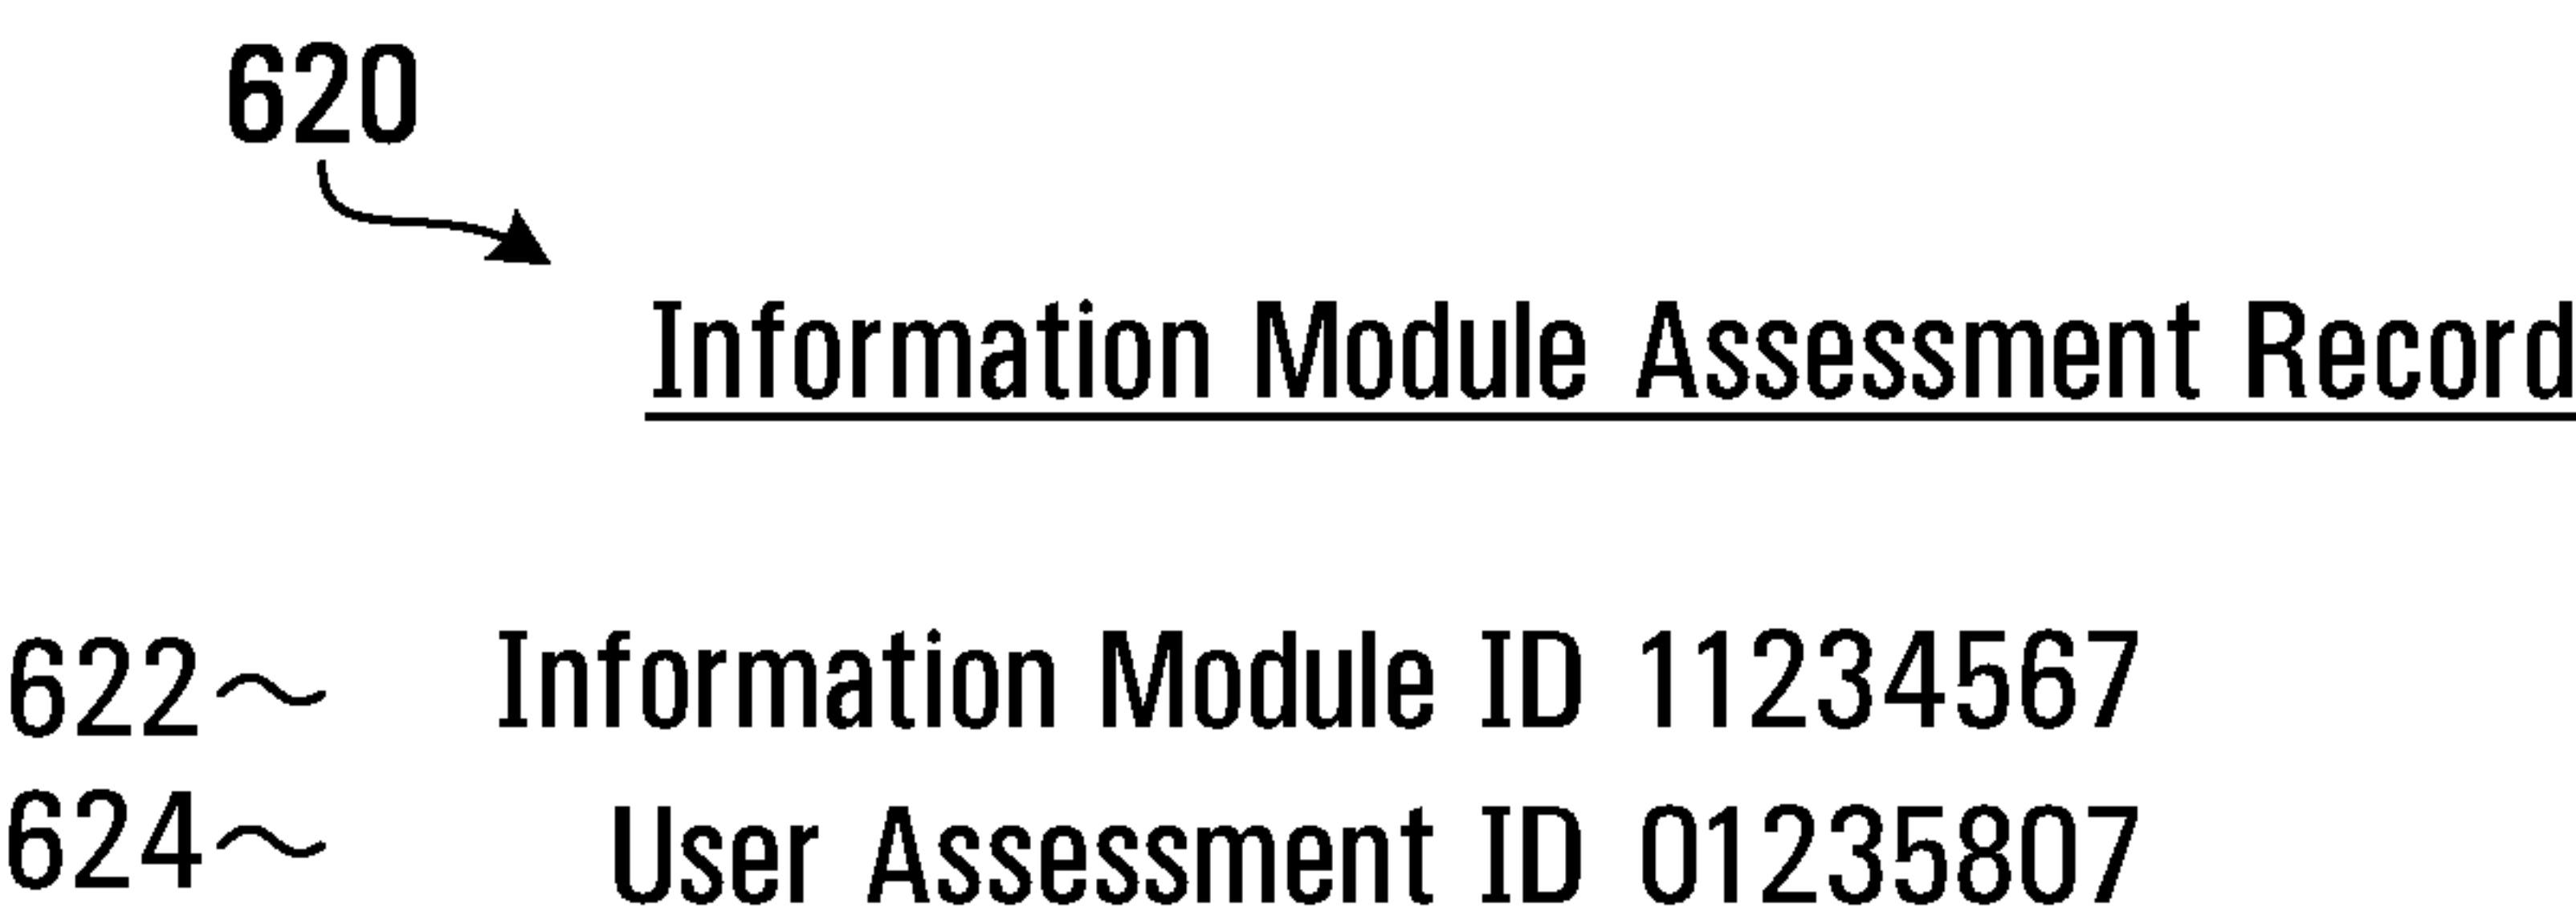 620
Information Module Assessment Record
622~ Information Module ID 11234567
624~ User Assessment ID 01235807